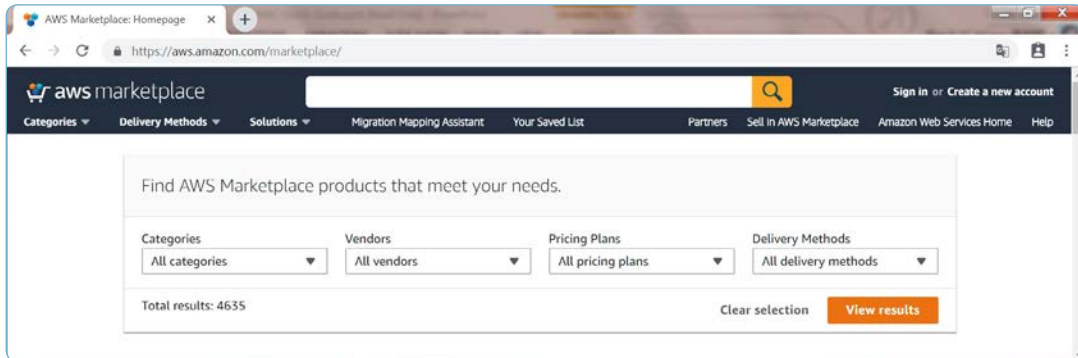 AWS Marketplace: Homepage
https://aws.amazon.com/marketplace/
aws marketplace
Sign in or Create a new account
Categories Delivery Methods Solutions Migration Mapping Assistant Your Saved List Partners Sell in AWS Marketplace Amazon Web Services Home Help
Find AWS Marketplace products that meet your needs.
Categories Vendors Pricing Plans Delivery Methods
All categories All vendors All pricing plans All delivery methods
Total results: 4635 Clear selection View results